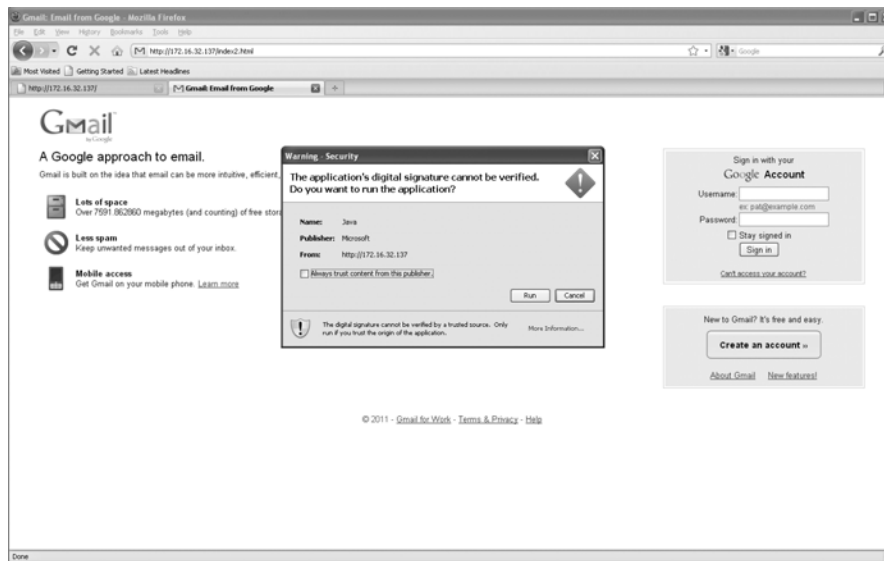 Gmail: Email from Google - Mozilla Firefox
File Edit View History Bookmarks Tools Help
http://172.16.32.137/index2.html
Google
Most Visited Getting Started Latest Headlines
http://172.16.32.137/ Gmail: Email from Google
Gmail
by Google
A Google approach to email.
Gmail is built on the idea that email can be more intuitive, efficient,
Lots of space
Over 7591.862860 megabytes (and counting) of free stora
Less spam
Keep unwanted messages out of your inbox.
Mobile access
Get Gmail on your mobile phone. Learn more
Warning - Security
The application's digital signature cannot be verified.
Do you want to run the application?
Name: Java
Publisher: Microsoft
From: http://172.16.32.137
Always trust content from this publisher.
Run Cancel
The digital signature cannot be verified by a trusted source. Only
run if you trust the origin of the application.
More Information...
Sign in with your
Google Account
Username:
ex: pat@example.com
Password:
Stay signed in
Sign in
Can't access your account?
New to Gmail? It's free and easy.
Create an account »
About Gmail New features!
© 2011 - Gmail for Work - Terms & Privacy - Help
Done